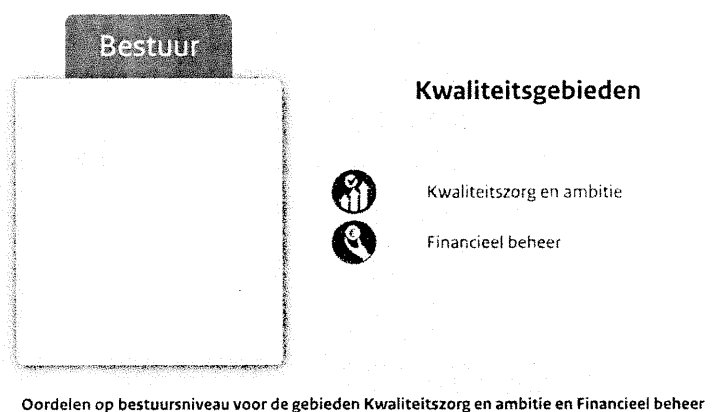 Bestuur
Kwaliteitsgebieden
Kwaliteitszorg en ambitie
Financieel beheer
Oordelen op bestuursniveau voor de gebieden Kwaliteitszorg en ambitie en Financieel beheer